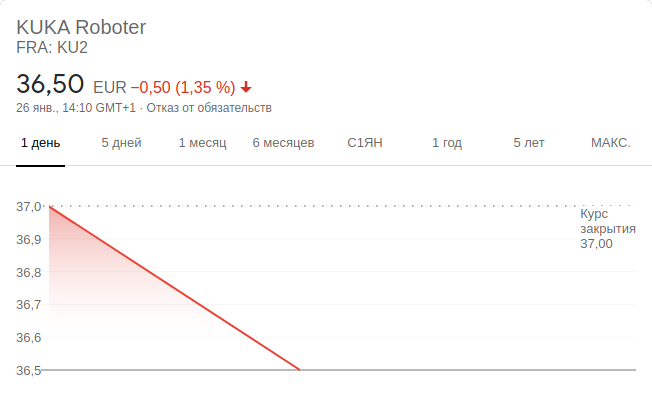 KUKA Roboter
FRA: KU2
36,50 EUR −0,50 (1,35 %)
26 янв., 14:10 GMT+1 · Отказ от обязательств
1 день 5 дней 1 месяц 6 месяцев С1ЯН 1 год 5 лет МАКС.
37,0
Курс
закрытия
37,00
36,9
36,8
36,7
36,6
36,5